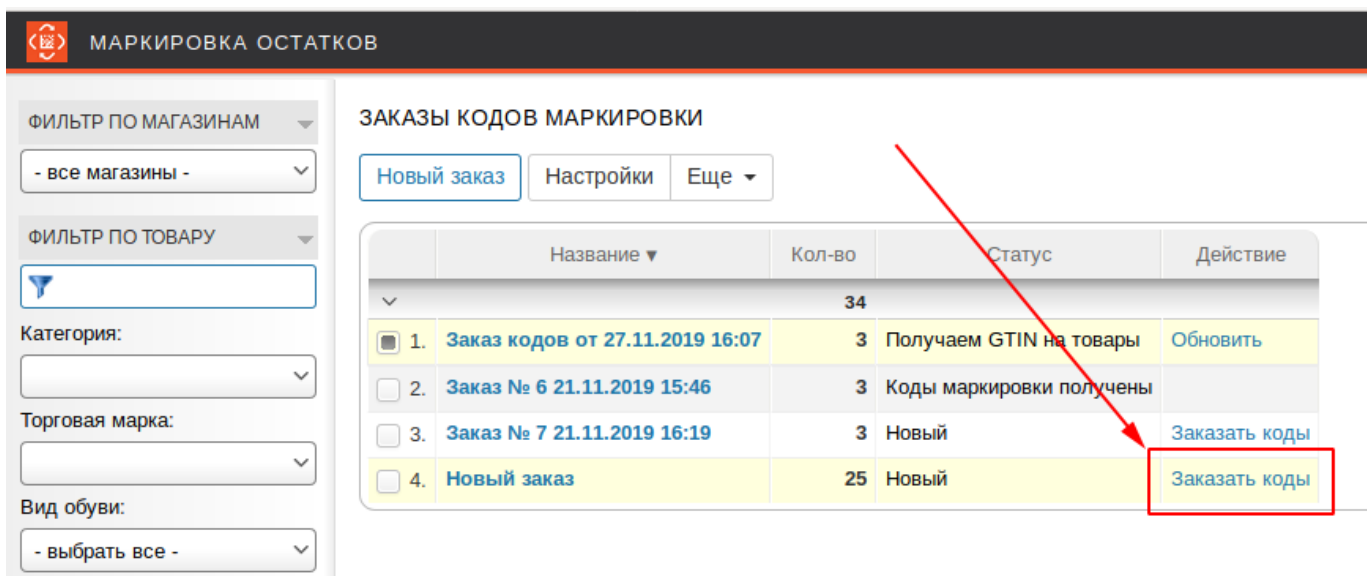 МАРКИРОВКА ОСТАТКОВ
ФИЛЬТР ПО МАГАЗИНАМ
- все магазины -
ФИЛЬТР ПО ТОВАРУ
Категория:
Торговая марка:
Вид обуви:
- выбрать все -
ЗАКАЗЫ КОДОВ МАРКИРОВКИ
Новый заказ Настройки Еще
Название Кол-во Статус Действие
34
1. Заказ кодов от 27.11.2019 16:07 3 Получаем GTIN на товары Обновить
2. Заказ № 6 21.11.2019 15:46 3 Коды маркировки получены
3. Заказ № 7 21.11.2019 16:19 3 Новый Заказать коды
4. Новый заказ 25 Новый Заказать коды